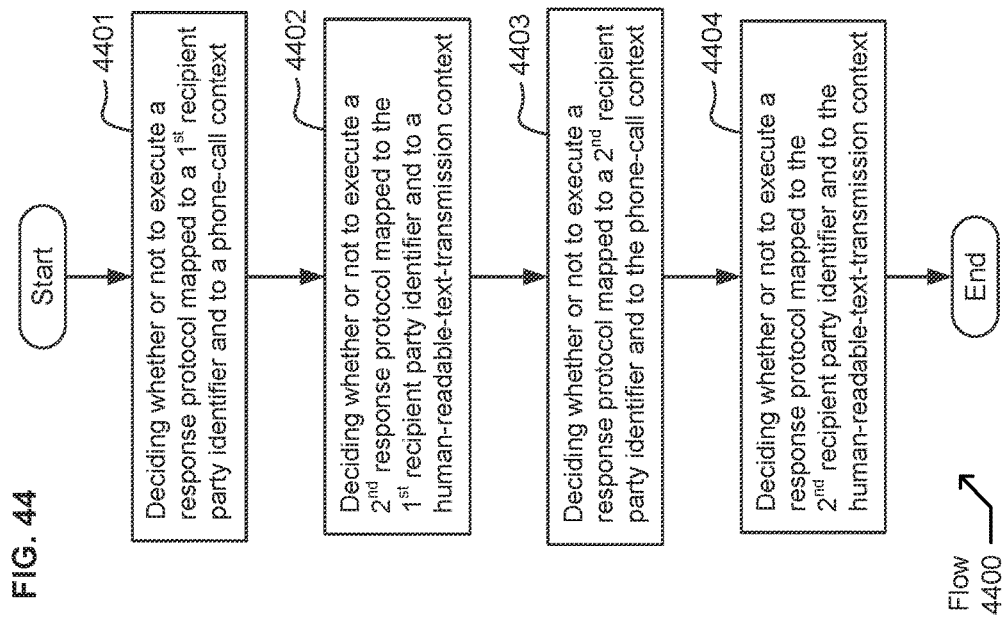 FIG. 44
Start
4401
Deciding whether or not to execute a
response protocol mapped to a 1st recipient
party identifier and to a phone-call context
4402
Deciding whether or not to execute a
2nd response protocol mapped to the
1st recipient party identifier and to a
human-readable-text-transmission context
4403
Deciding whether or not to execute a
response protocol mapped to a 2nd recipient
party identifier and to the phone-call context
4404
Deciding whether or not to execute a
response protocol mapped to the
2nd recipient party identifier and to the
human-readable-text-transmission context
End
Flow
4400